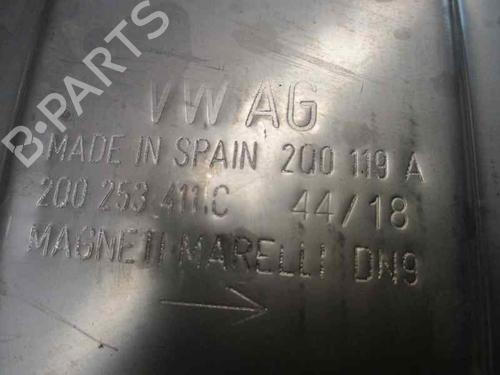 B-PARTS
VW AG
MADE IN SPAIN 2Q0 119 A
2Q0 253 411 C 44/18
MAGNETI MARELLI DN9